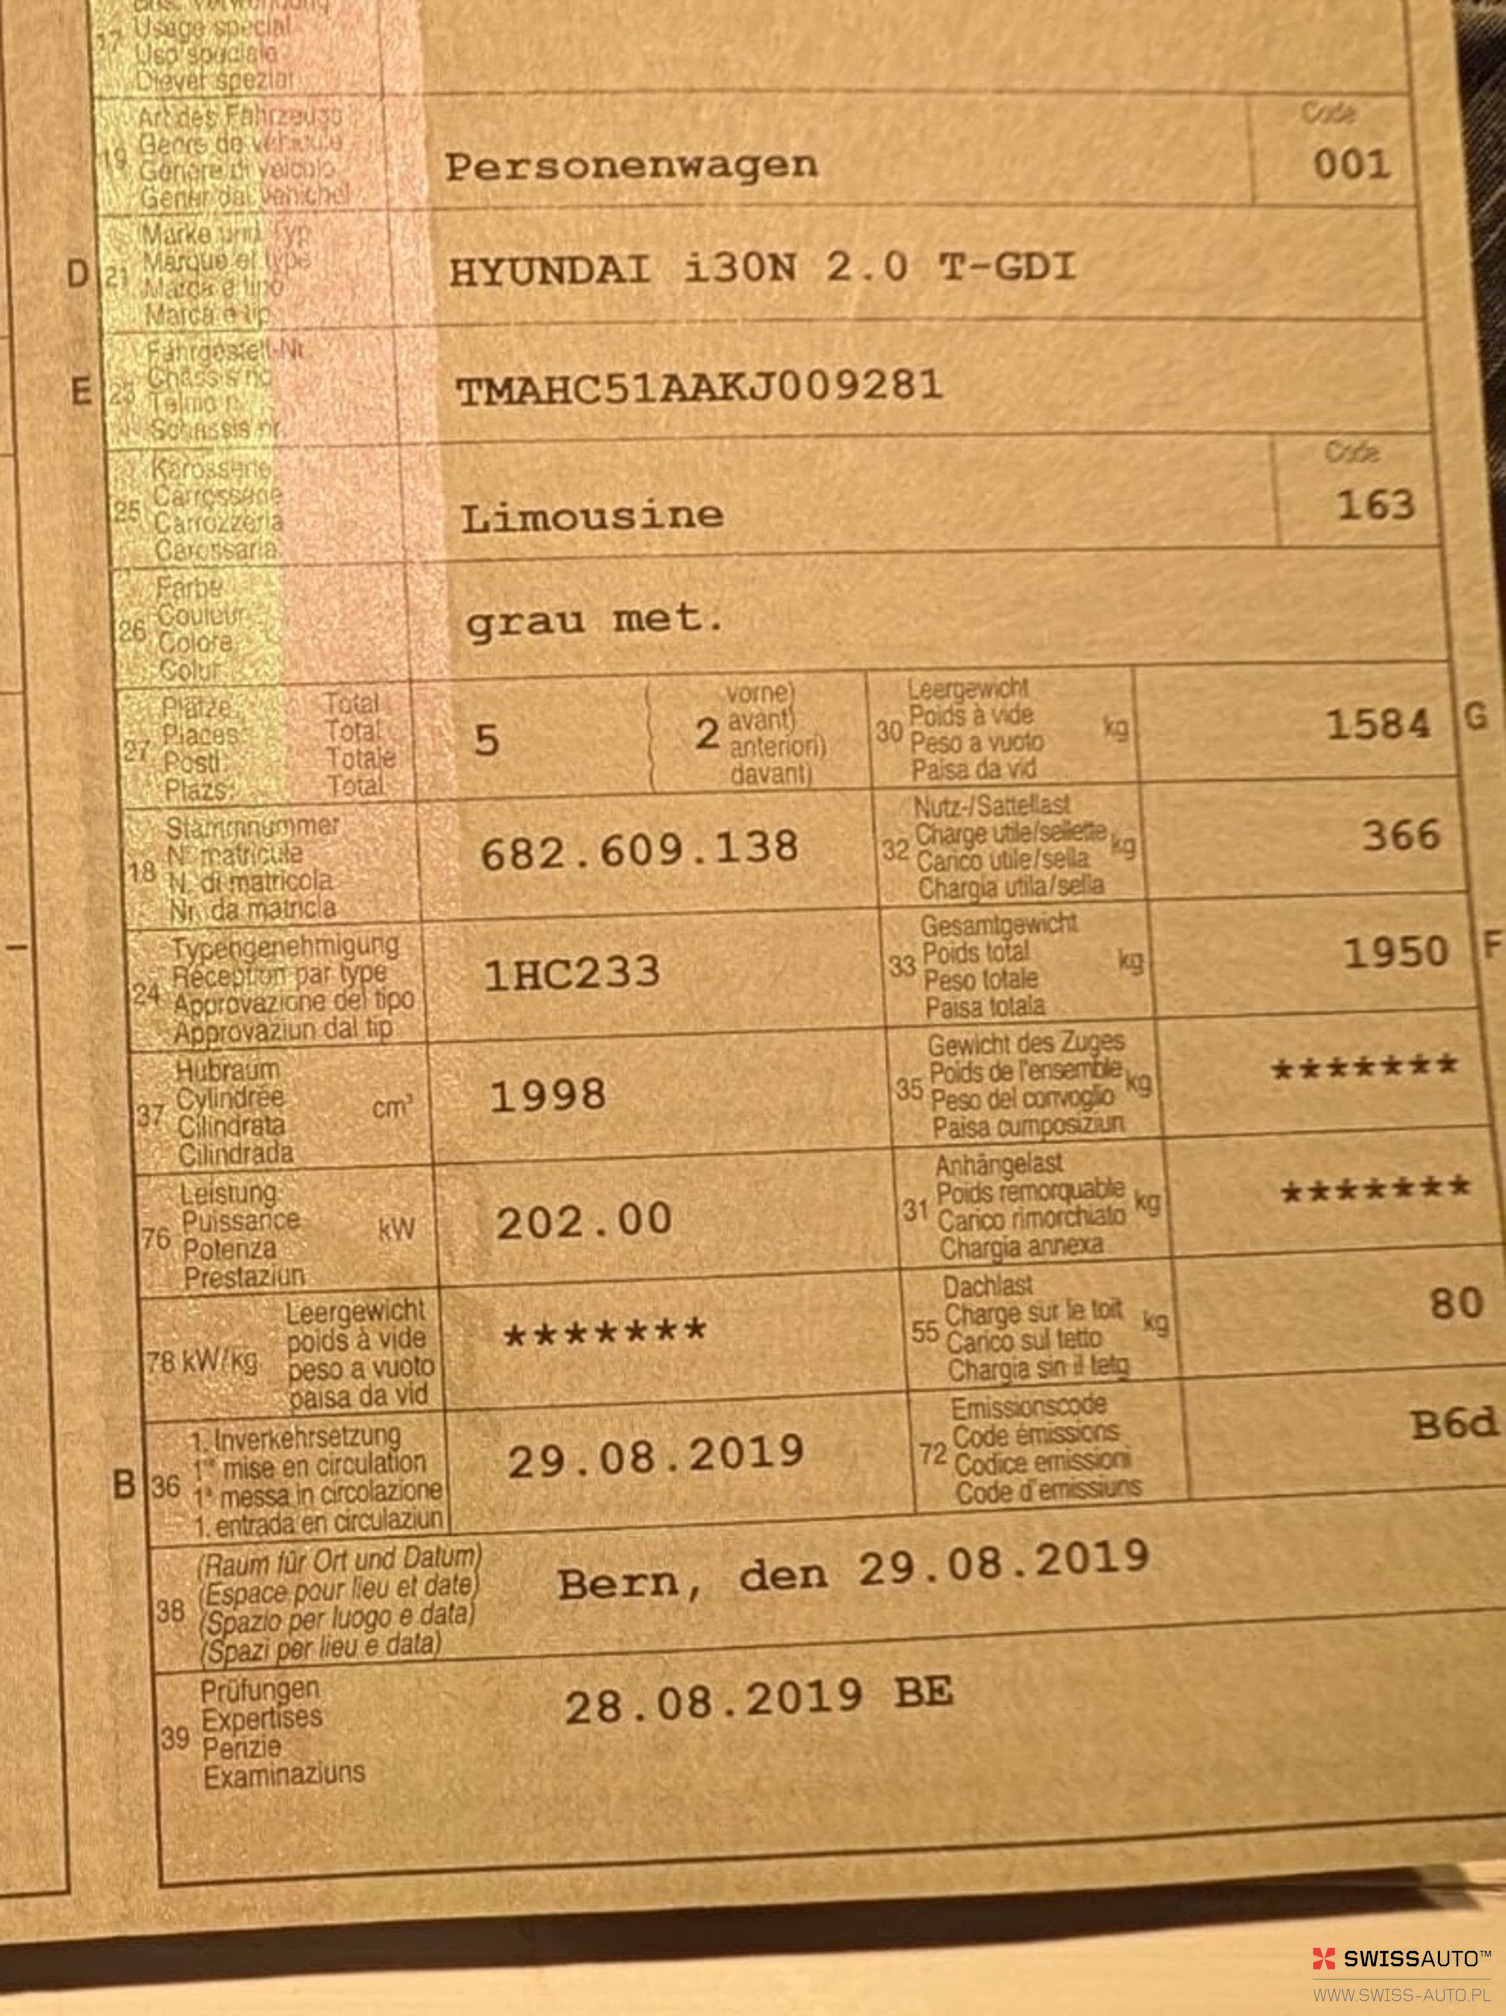 Bes. Verwendung
17 Usage spécial
Uso speciale
Diever spezial
Art des Fahrzeugs
Code
19 Genre de véhicule
Genere di veicolo
Gener dal vehichel
Personenwagen
001
Marke und Typ
D 21 Marque et type
Marca e tipo
Marca e tip
HYUNDAI i30N 2.0 T-GDI
Fahrgestell-Nr.
E 23 Châssis no
Telaio n.
Schassis nr.
TMAHC51AAKJ009281
Karosserie
Code
25 Carrosserie
Carrozzeria
Carossaria
Limousine
163
Farbe
26 Couleur
Colore
Colur
grau met.
Plätze Total
27 Places Total
Posti Totale
Plazs: Total
5
( vorne)
( 2 avant)
( anteriori)
( davant)
Leergewicht
30 Poids à vide kg
Peso a vuoto
Paisa da vid
1584 G
Stammnummer
18 N° matricule
N. di matricola
Nr. da matricla
682.609.138
Nutz-/Sattellast
32 Charge utile/sellette kg
Carico utile/sella
Chargia utila/sella
366
Typengenehmigung
24 Réception par type
Approvazione del tipo
Approvaziun dal tip
1HC233
Gesamtgewicht
33 Poids total kg
Peso totale
Paisa totala
1950 F
Hubraum
37 Cylindrée cm³
Cilindrata
Cilindrada
1998
Gewicht des Zuges
35 Poids de l'ensemble kg
Peso del convoglio
Paisa cumposiziun
*******
Leistung
76 Puissance kW
Potenza
Prestaziun
202.00
Anhängelast
31 Poids remorquable kg
Carico rimorchiato
Chargia annexa
*******
Leergewicht
78 kW/kg poids à vide
peso a vuoto
paisa da vid
*******
Dachlast
55 Charge sur le toit kg
Carico sul tetto
Chargia sin il tetg
80
1. Inverkehrsetzung
B 36 1re mise en circulation
1a messa in circolazione
1. entrada en circulaziun
29.08.2019
Emissionscode
72 Code émissions
Codice emissioni
Code d'emissiuns
B6d
(Raum für Ort und Datum)
38 (Espace pour lieu et date)
(Spazio per luogo e data)
(Spazi per lieu e data)
Bern, den 29.08.2019
Prüfungen
39 Expertises
Perizie
Examinaziuns
28.08.2019 BE
SWISSAUTO™
WWW.SWISS-AUTO.PL